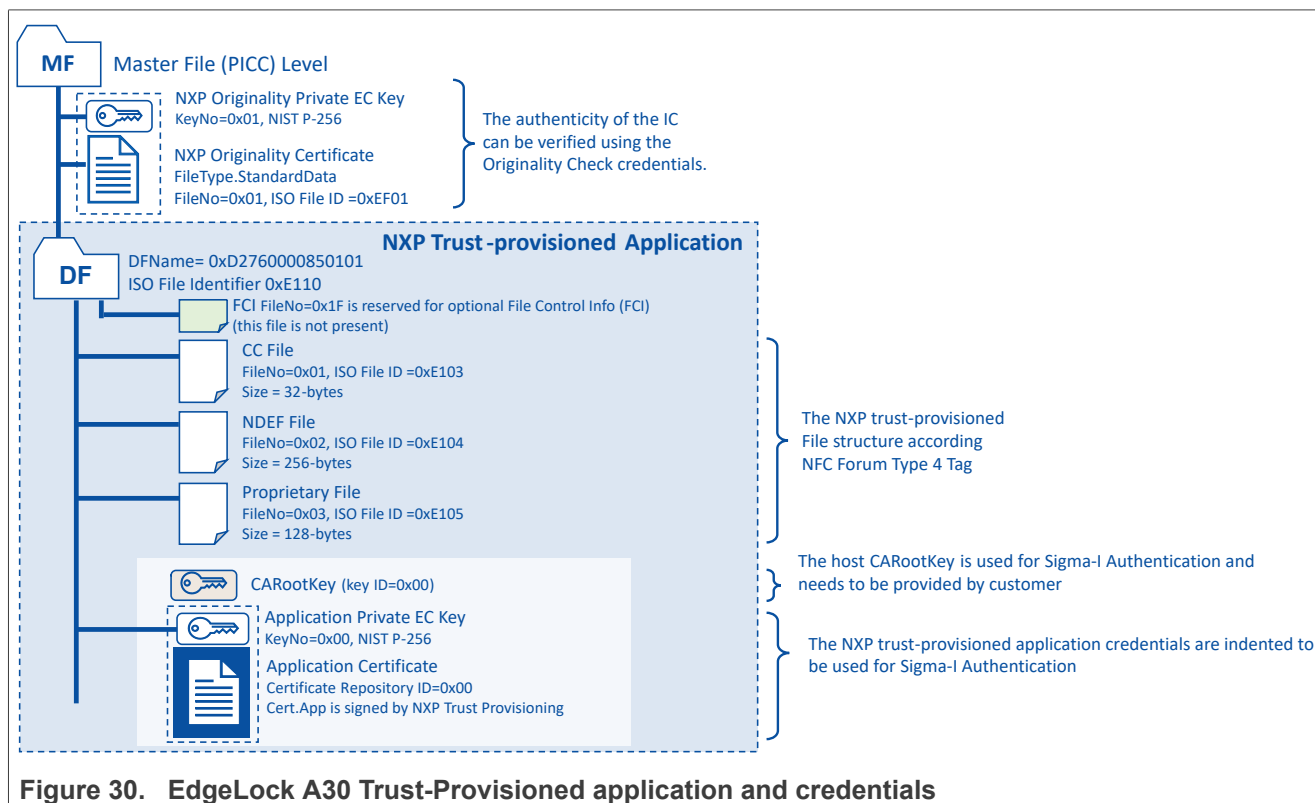 MF
Master File (PICC) Level
NXP Originality Private EC Key
KeyNo=0x01, NIST P-256
NXP Originality Certificate
FileType.StandardData
FileNo=0x01, ISO File ID =0xEF01
The authenticity of the IC
can be verified using the
Originality Check credentials.
NXP Trust -provisioned Application
DF
DFName= 0xD2760000850101
ISO File Identifier 0xE110
FCI FileNo=0x1F is reserved for optional File Control Info (FCI)
(this file is not present)
CC File
FileNo=0x01, ISO File ID =0xE103
Size = 32-bytes
NDEF File
FileNo=0x02, ISO File ID =0xE104
Size = 256-bytes
Proprietary File
FileNo=0x03, ISO File ID =0xE105
Size = 128-bytes
The NXP trust-provisioned
File structure according
NFC Forum Type 4 Tag
CARootKey (key ID=0x00)
The host CARootKey is used for Sigma-I Authentication and
needs to be provided by customer
Application Private EC Key
KeyNo=0x00, NIST P-256
Application Certificate
Certificate Repository ID=0x00
Cert.App is signed by NXP Trust Provisioning
The NXP trust-provisioned application credentials are indented to
be used for Sigma-I Authentication
Figure 30. EdgeLock A30 Trust-Provisioned application and credentials